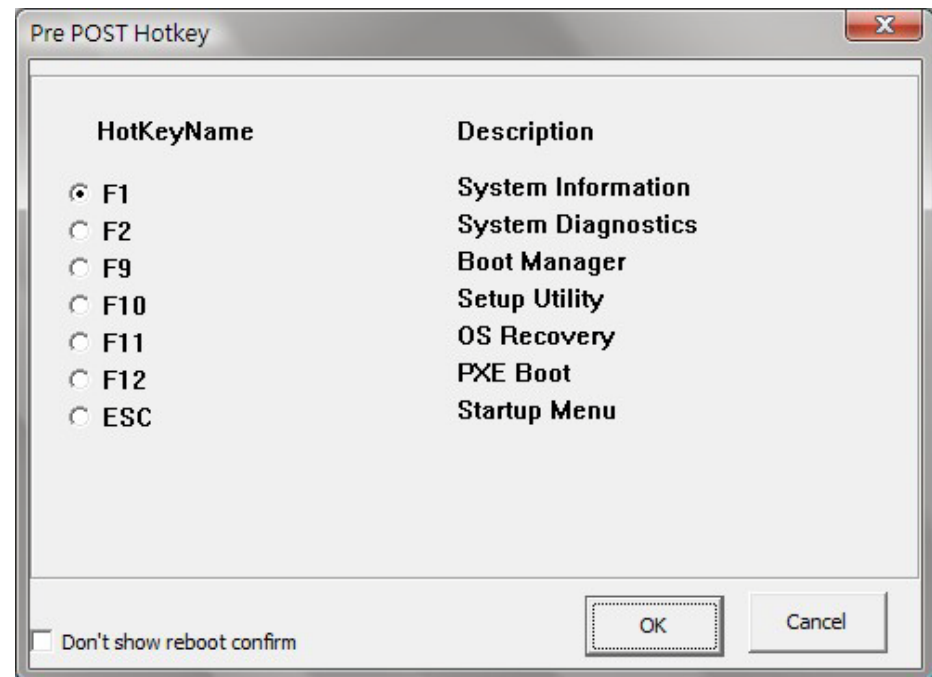 Pre POST Hotkey
X
HotKeyName Description
F1 System Information
F2 System Diagnostics
F9 Boot Manager
F10 Setup Utility
F11 OS Recovery
F12 PXE Boot
ESC Startup Menu
Don't show reboot confirm OK Cancel